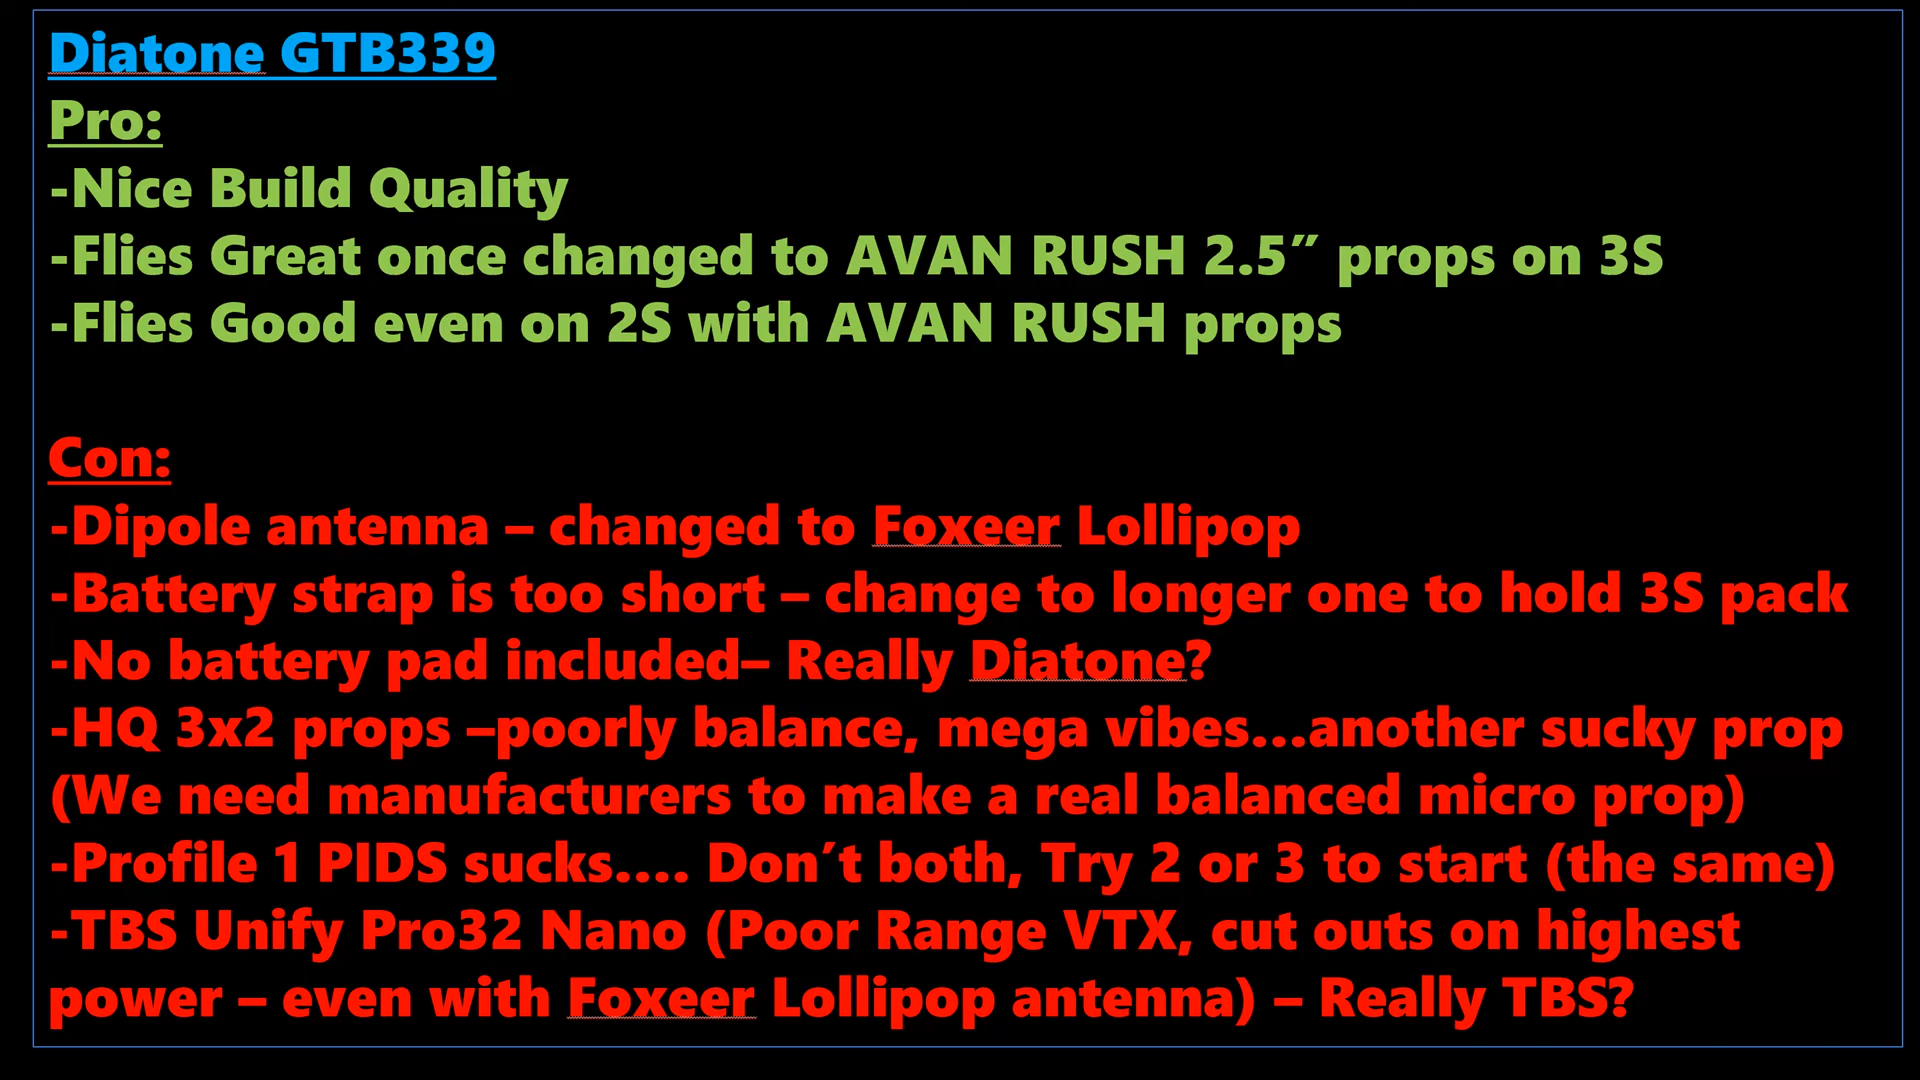 Diatone GTB339
Pro:
-Nice Build Quality
-Flies Great once changed to AVAN RUSH 2.5″ props on 3S
-Flies Good even on 2S with AVAN RUSH props
Con:
-Dipole antenna – changed to Foxeer Lollipop
-Battery strap is too short – change to longer one to hold 3S pack
-No battery pad included– Really Diatone?
-HQ 3x2 props –poorly balance, mega vibes...another sucky prop
(We need manufacturers to make a real balanced micro prop)
-Profile 1 PIDS sucks.... Don′t both, Try 2 or 3 to start (the same)
-TBS Unify Pro32 Nano (Poor Range VTX, cut outs on highest
power – even with Foxeer Lollipop antenna) – Really TBS?